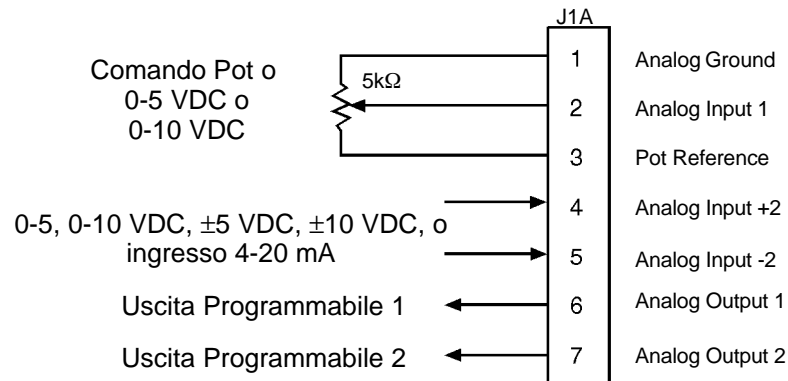 J1A
Comando Pot o
0-5 VDC o
0-10 VDC
5kΩ
1 Analog Ground
2 Analog Input 1
3 Pot Reference
0-5, 0-10 VDC, ±5 VDC, ±10 VDC, o
ingresso 4-20 mA
4 Analog Input +2
5 Analog Input -2
Uscita Programmabile 1 6 Analog Output 1
Uscita Programmabile 2 7 Analog Output 2